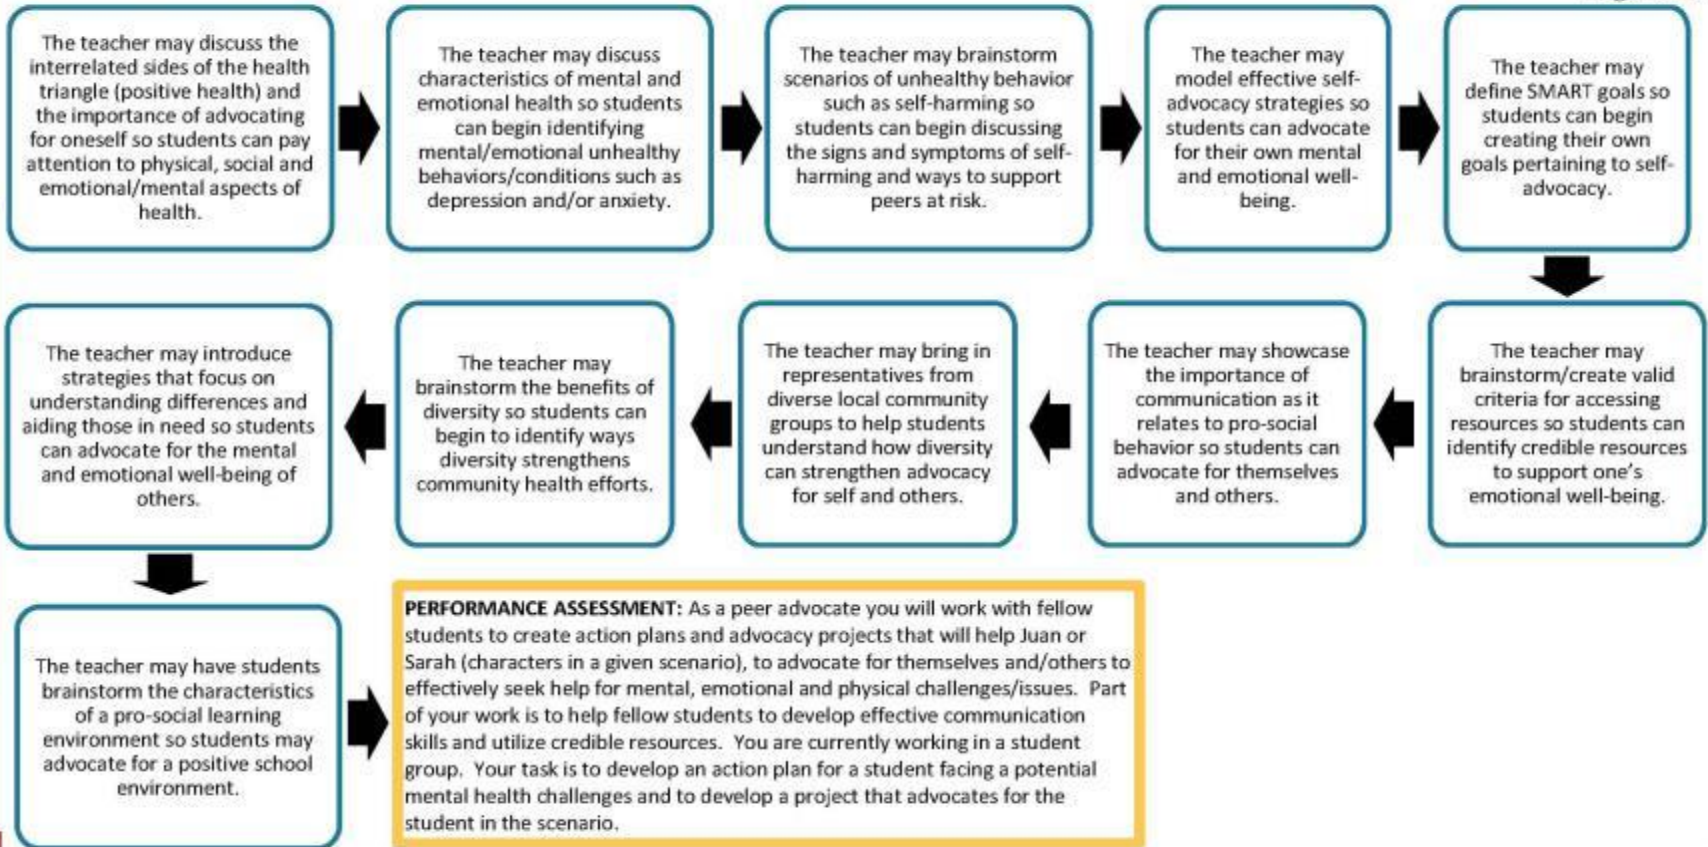 The teacher may discuss the
interrelated sides of the health
triangle (positive health) and
the importance of advocating
for oneself so students can pay
attention to physical, social and
emotional/mental aspects of
health.
The teacher may discuss
characteristics of mental and
emotional health so students
can begin identifying
mental/emotional unhealthy
behaviors/conditions such as
depression and/or anxiety.
The teacher may brainstorm
scenarios of unhealthy behavior
such as self-harming so
students can begin discussing
the signs and symptoms of self-
harming and ways to support
peers at risk.
The teacher may
model effective self-
advocacy strategies so
students can advocate
for their own mental
and emotional well-
being.
The teacher may
define SMART goals so
students can begin
creating their own
goals pertaining to self-
advocacy.
The teacher may
brainstorm/create valid
criteria for accessing
resources so students can
identify credible resources
to support one's
emotional well-being.
The teacher may showcase
the importance of
communication as it
relates to pro-social
behavior so students can
advocate for themselves
and others.
The teacher may bring in
representatives from
diverse local community
groups to help students
understand how diversity
can strengthen advocacy
for self and others.
The teacher may
brainstorm the benefits of
diversity so students can
begin to identify ways
diversity strengthens
community health efforts.
The teacher may introduce
strategies that focus on
understanding differences and
aiding those in need so students
can advocate for the mental
and emotional well-being of
others.
The teacher may have students
brainstorm the characteristics
of a pro-social learning
environment so students may
advocate for a positive school
environment.
PERFORMANCE ASSESSMENT: As a peer advocate you will work with fellow
students to create action plans and advocacy projects that will help Juan or
Sarah (characters in a given scenario), to advocate for themselves and/others to
effectively seek help for mental, emotional and physical challenges/issues. Part
of your work is to help fellow students to develop effective communication
skills and utilize credible resources. You are currently working in a student
group. Your task is to develop an action plan for a student facing a potential
mental health challenges and to develop a project that advocates for the
student in the scenario.